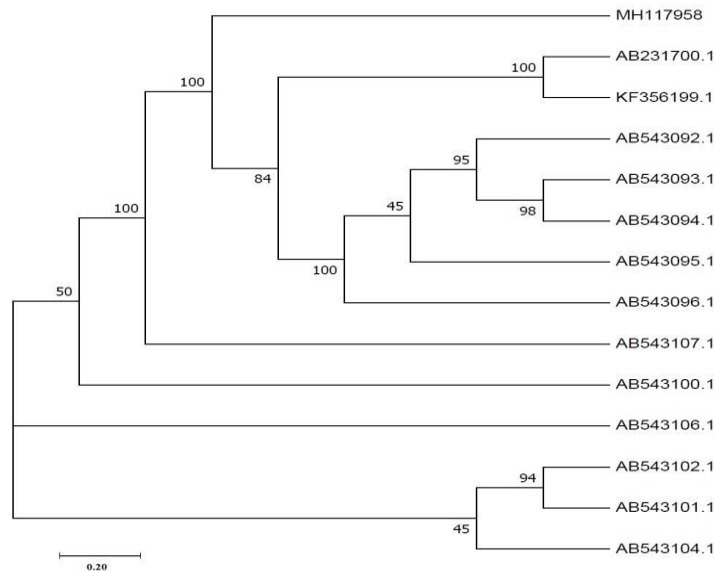 MH117958
AB231700.1
100
100
KF356199.1
AB543092.1
95
84
AB543093.1
45
98
100
AB543094.1
AB543095.1
100
50
AB543096.1
AB543107.1
AB543100.1
AB543106.1
AB543102.1
94
AB543101.1
45
AB543104.1
0.20